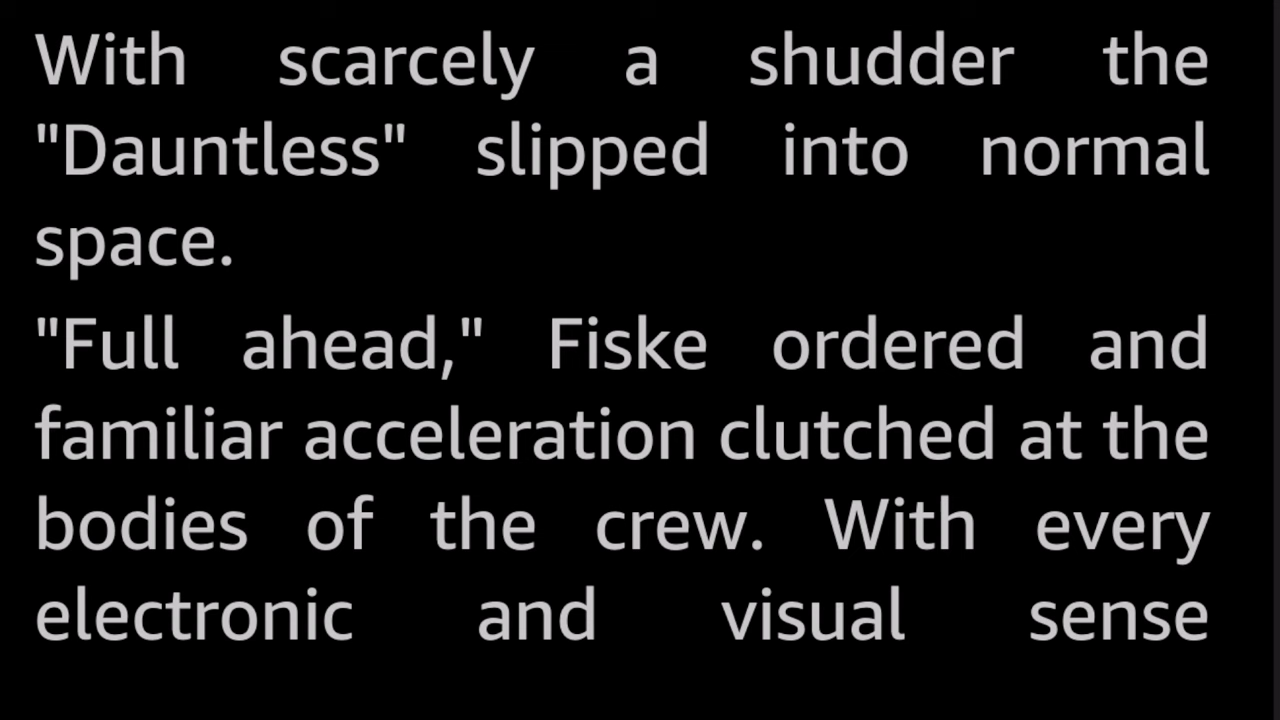 With scarcely a shudder the
"Dauntless" slipped into normal
space.
"Full ahead," Fiske ordered and
familiar acceleration clutched at the
bodies of the crew. With every
electronic and visual sense